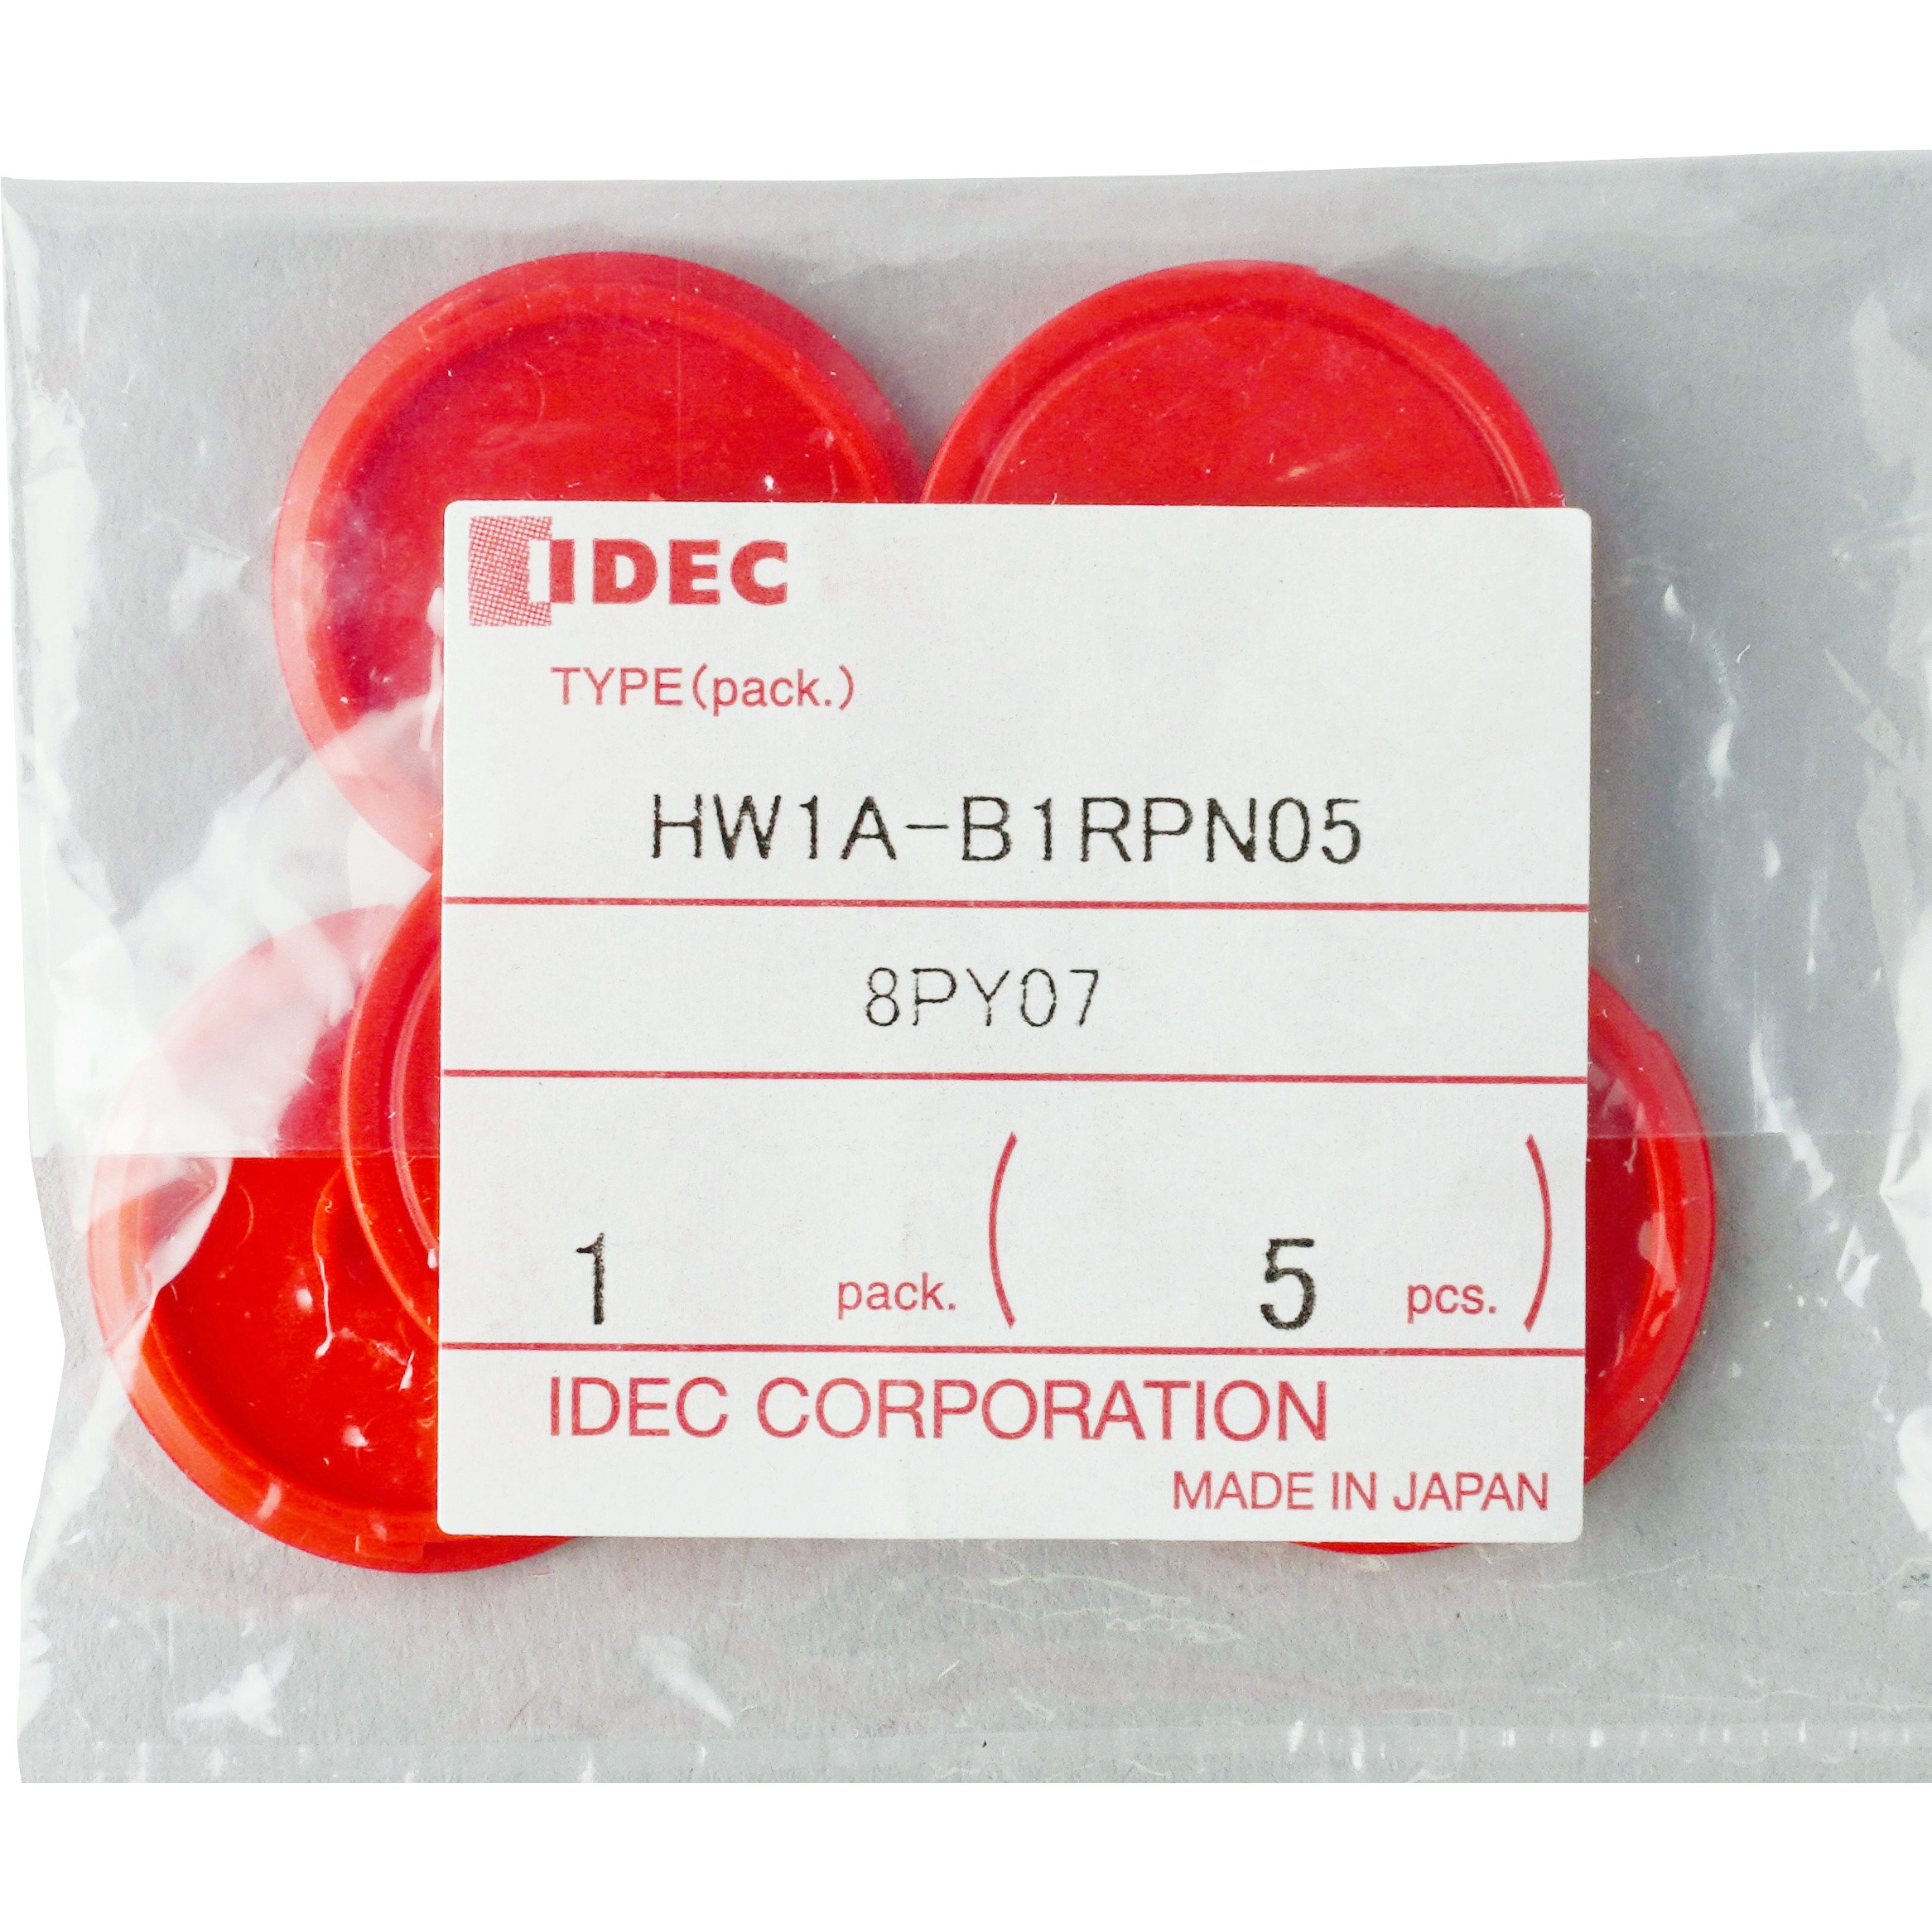 IDEC
TYPE(pack.)
HW1A-B1RPN05
8PY07
1 pack. ( 5 pcs. )
IDEC CORPORATION
MADE IN JAPAN